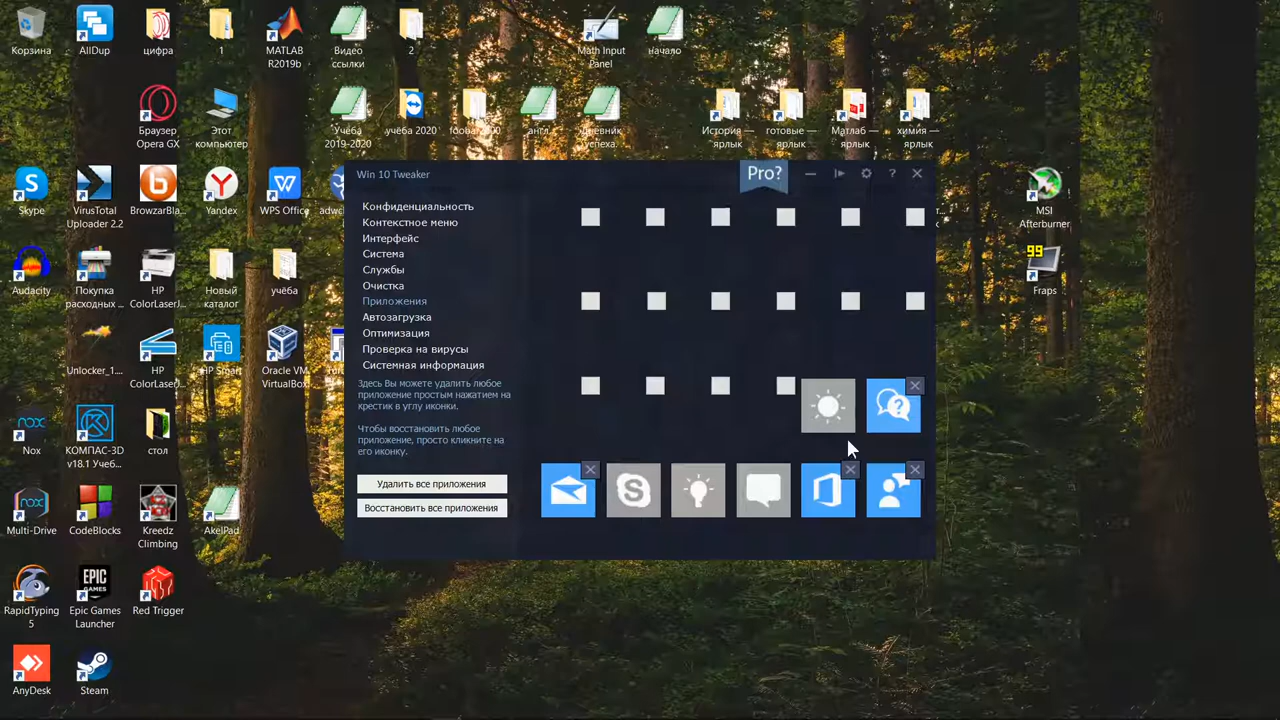 Корзина
AllDup
цифра
1
MATLAB
R2019b
Видео
ссылки
2
Math Input
Panel
начало
Браузер
Opera GX
Этот
компьютер
Учёба
2019-2020
учёба 2020
англ...
дневник
успеха.
История —
ярлык
готовые —
ярлык
Матлаб —
ярлык
химия —
ярлык
Skype
VirusTotal
Uploader 2.2
BrowzarBla...
Yandex
WPS Office
adwc
MSI
Afterburner
Audacity
Покупка
расходных ...
HP
ColorLaserJ...
Новый
каталог
учёба
99
Fraps
Unlocker_1....
HP
ColorLaserJ...
HP Smart
Oracle VM
VirtualBox
nox
Nox
КОМПАС-3D
v18.1 Учеб...
стол
nox
Multi-Drive
CodeBlocks
Kreedz
Climbing
AkelPad
RapidTyping
5
EPIC
GAMES
Epic Games
Launcher
Red Trigger
AnyDesk
Steam
Win 10 Tweaker
Pro?
Конфиденциальность
Контекстное меню
Интерфейс
Система
Службы
Очистка
Приложения
Автозагрузка
Оптимизация
Проверка на вирусы
Системная информация
Здесь Вы можете удалить любое
приложение простым нажатием на
крестик в углу иконки.
Чтобы восстановить любое
приложение, просто кликните на
его иконку.
Удалить все приложения
Восстановить все приложения